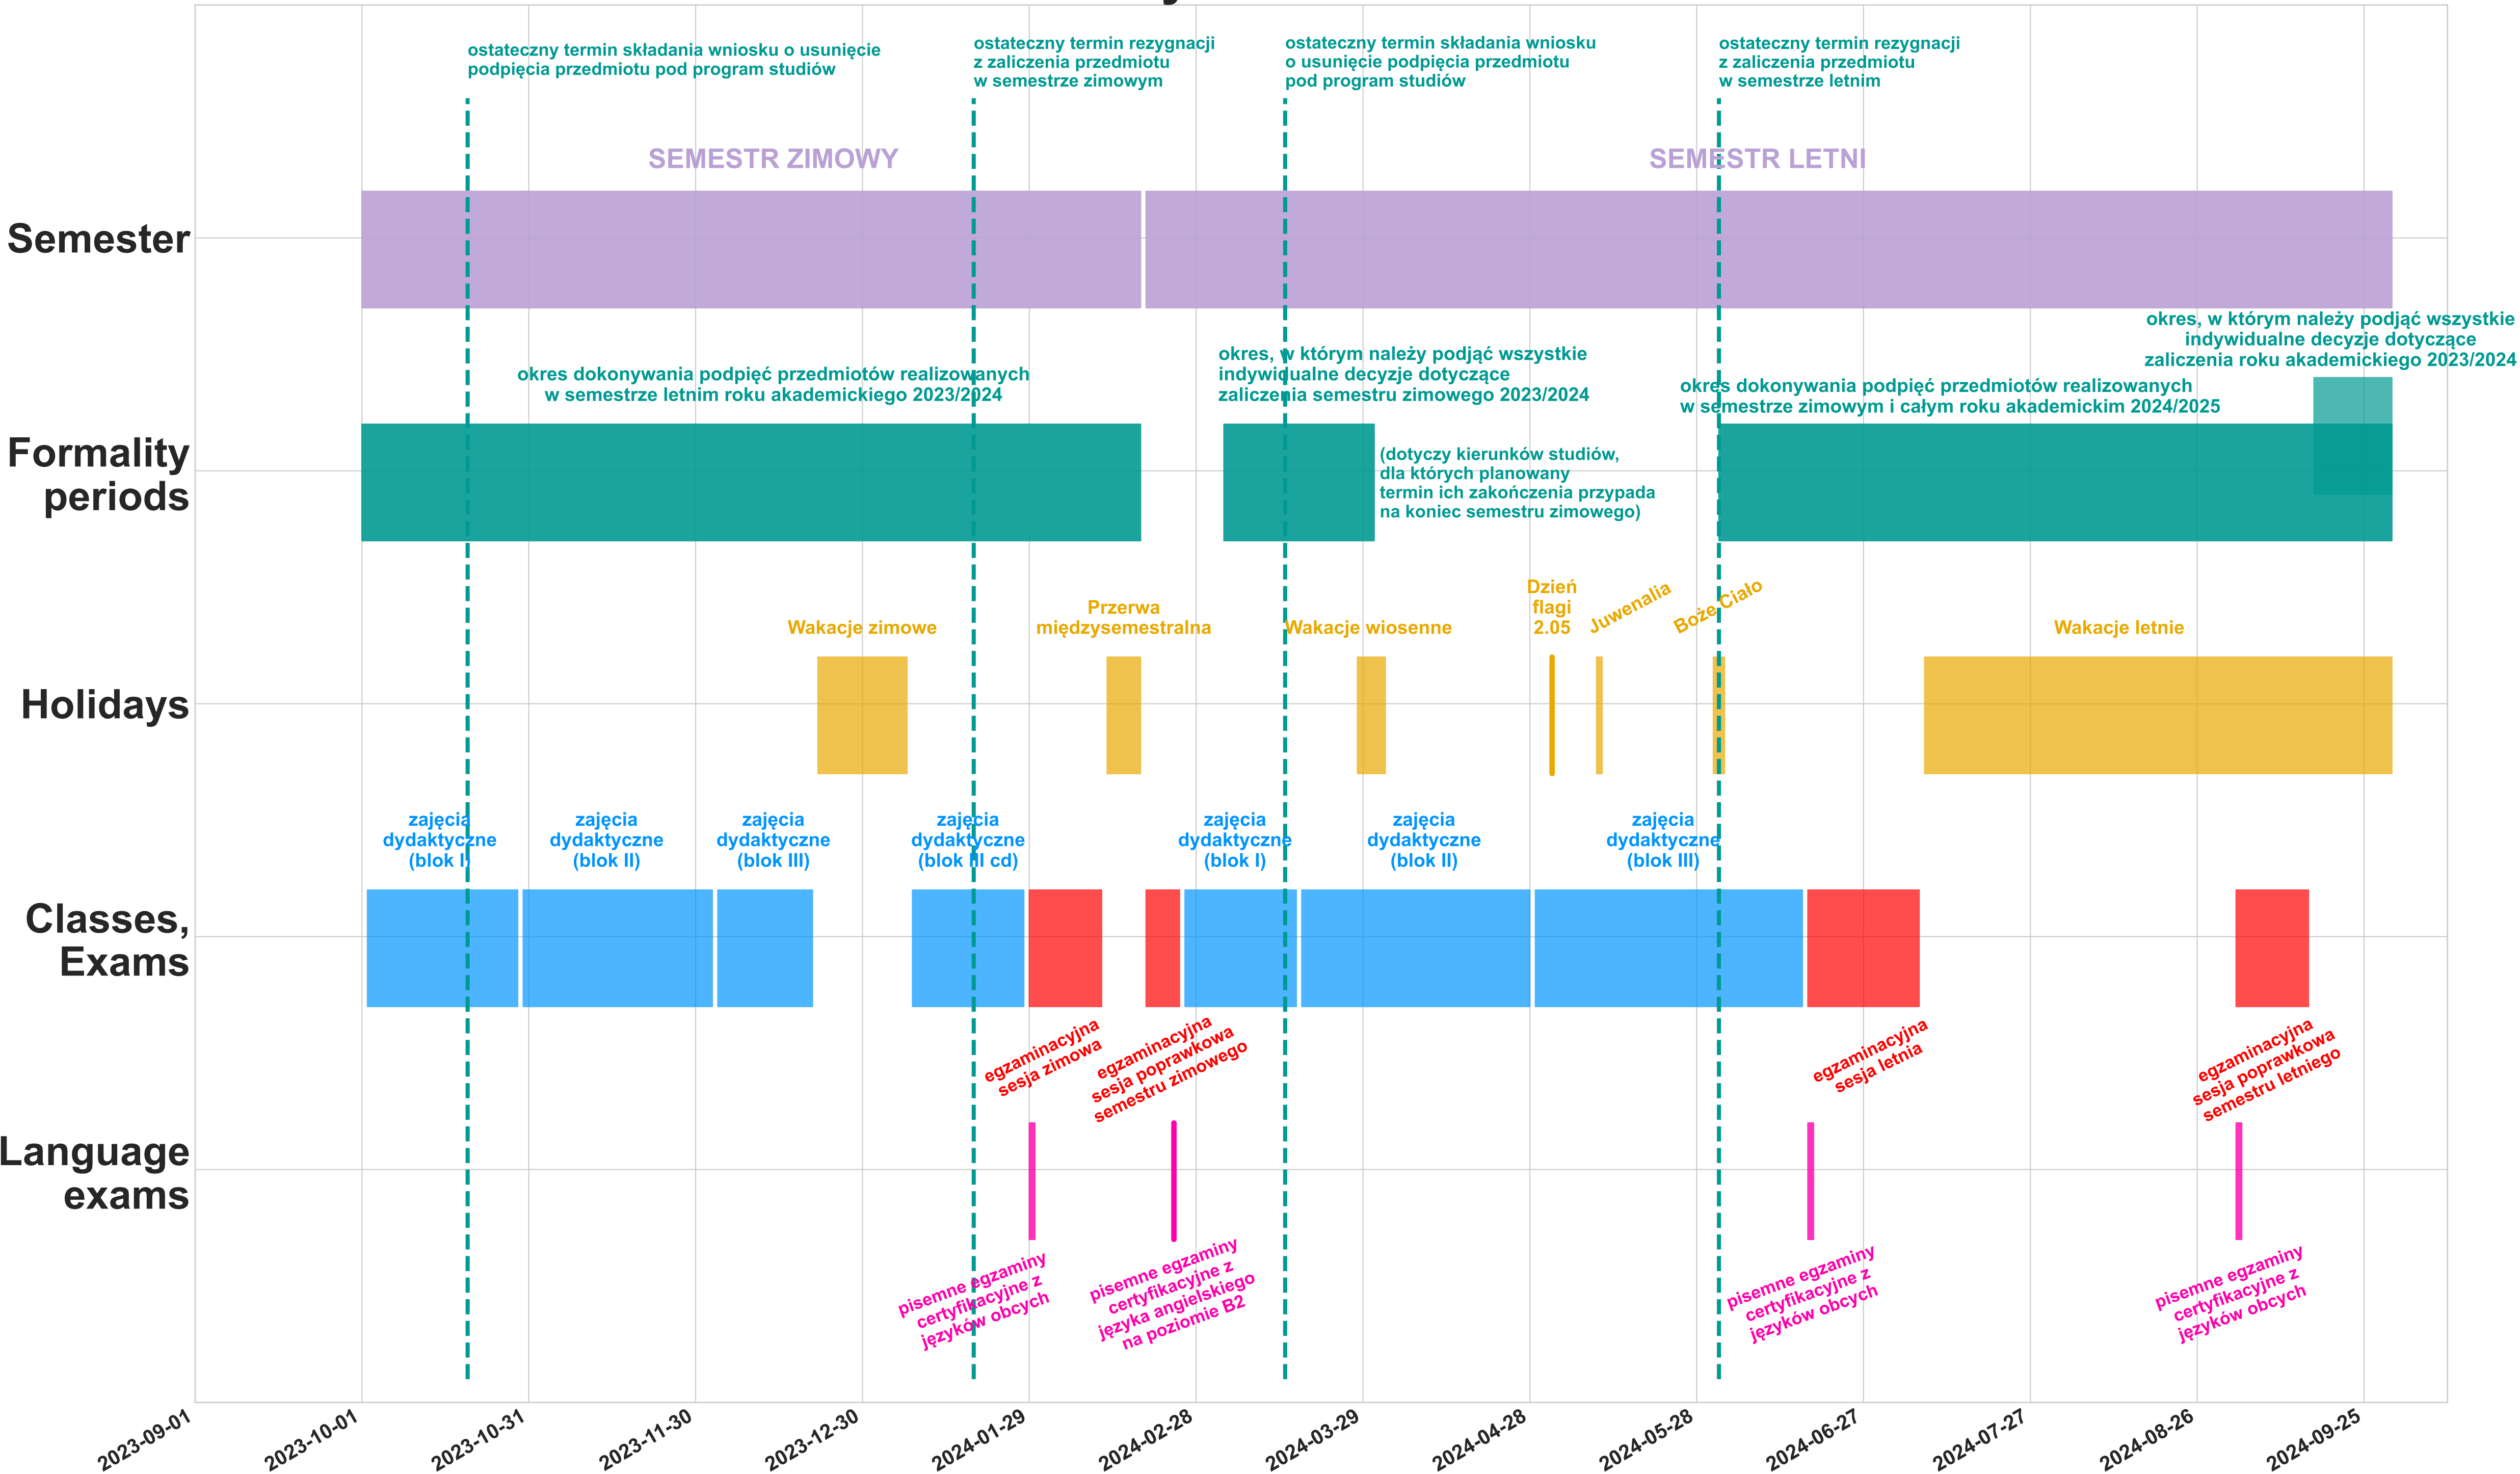 ostateczny termin składania wniosku o usunięcie
podpięcia przedmiotu pod program studiów
ostateczny termin rezygnacji
z zaliczenia przedmiotu
w semestrze zimowym
ostateczny termin składania wniosku
o usunięcie podpięcia przedmiotu
pod program studiów
ostateczny termin rezygnacji
z zaliczenia przedmiotu
w semestrze letnim
SEMESTR ZIMOWY
SEMESTR LETNI
Semester
okres dokonywania podpięć przedmiotów realizowanych
w semestrze letnim roku akademickiego 2023/2024
okres, w którym należy podjąć wszystkie
indywidualne decyzje dotyczące
zaliczenia semestru zimowego 2023/2024
(dotyczy kierunków studiów,
dla których planowany
termin ich zakończenia przypada
na koniec semestru zimowego)
okres dokonywania podpięć przedmiotów realizowanych
w semestrze zimowym i całym roku akademickim 2024/2025
okres, w którym należy podjąć wszystkie
indywidualne decyzje dotyczące
zaliczenia roku akademickiego 2023/2024
Formality
periods
Wakacje zimowe
Przerwa
międzysemestralna
Wakacje wiosenne
Dzień
flagi
2.05
Juwenalia
Boże Ciało
Wakacje letnie
Holidays
zajęcia
dydaktyczne
(blok I)
zajęcia
dydaktyczne
(blok II)
zajęcia
dydaktyczne
(blok III)
zajęcia
dydaktyczne
(blok III cd)
zajęcia
dydaktyczne
(blok I)
zajęcia
dydaktyczne
(blok II)
zajęcia
dydaktyczne
(blok III)
Classes,
Exams
egzaminacyjna
sesja zimowa
egzaminacyjna
sesja poprawkowa
semestru zimowego
egzaminacyjna
sesja letnia
egzaminacyjna
sesja poprawkowa
semestru letniego
Language
exams
pisemne egzaminy
certyfikacyjne z
języków obcych
pisemne egzaminy
certyfikacyjne z
języka angielskiego
na poziomie B2
pisemne egzaminy
certyfikacyjne z
języków obcych
pisemne egzaminy
certyfikacyjne z
języków obcych
2023-09-01
2023-10-01
2023-10-31
2023-11-30
2023-12-30
2024-01-29
2024-02-28
2024-03-29
2024-04-28
2024-05-28
2024-06-27
2024-07-27
2024-08-26
2024-09-25